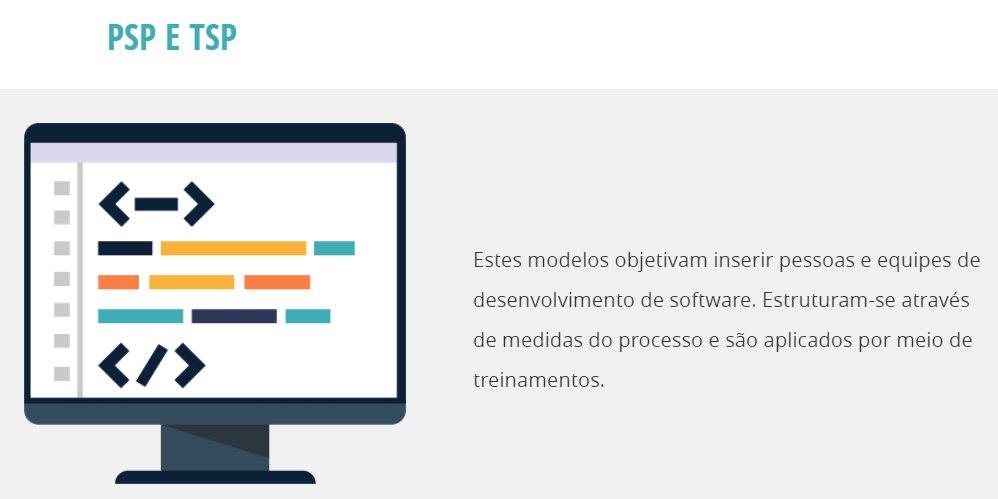 PSP E TSP
<->
</>
Estes modelos objetivam inserir pessoas e equipes de
desenvolvimento de software. Estruturam-se através
de medidas do processo e são aplicados por meio de
treinamentos.